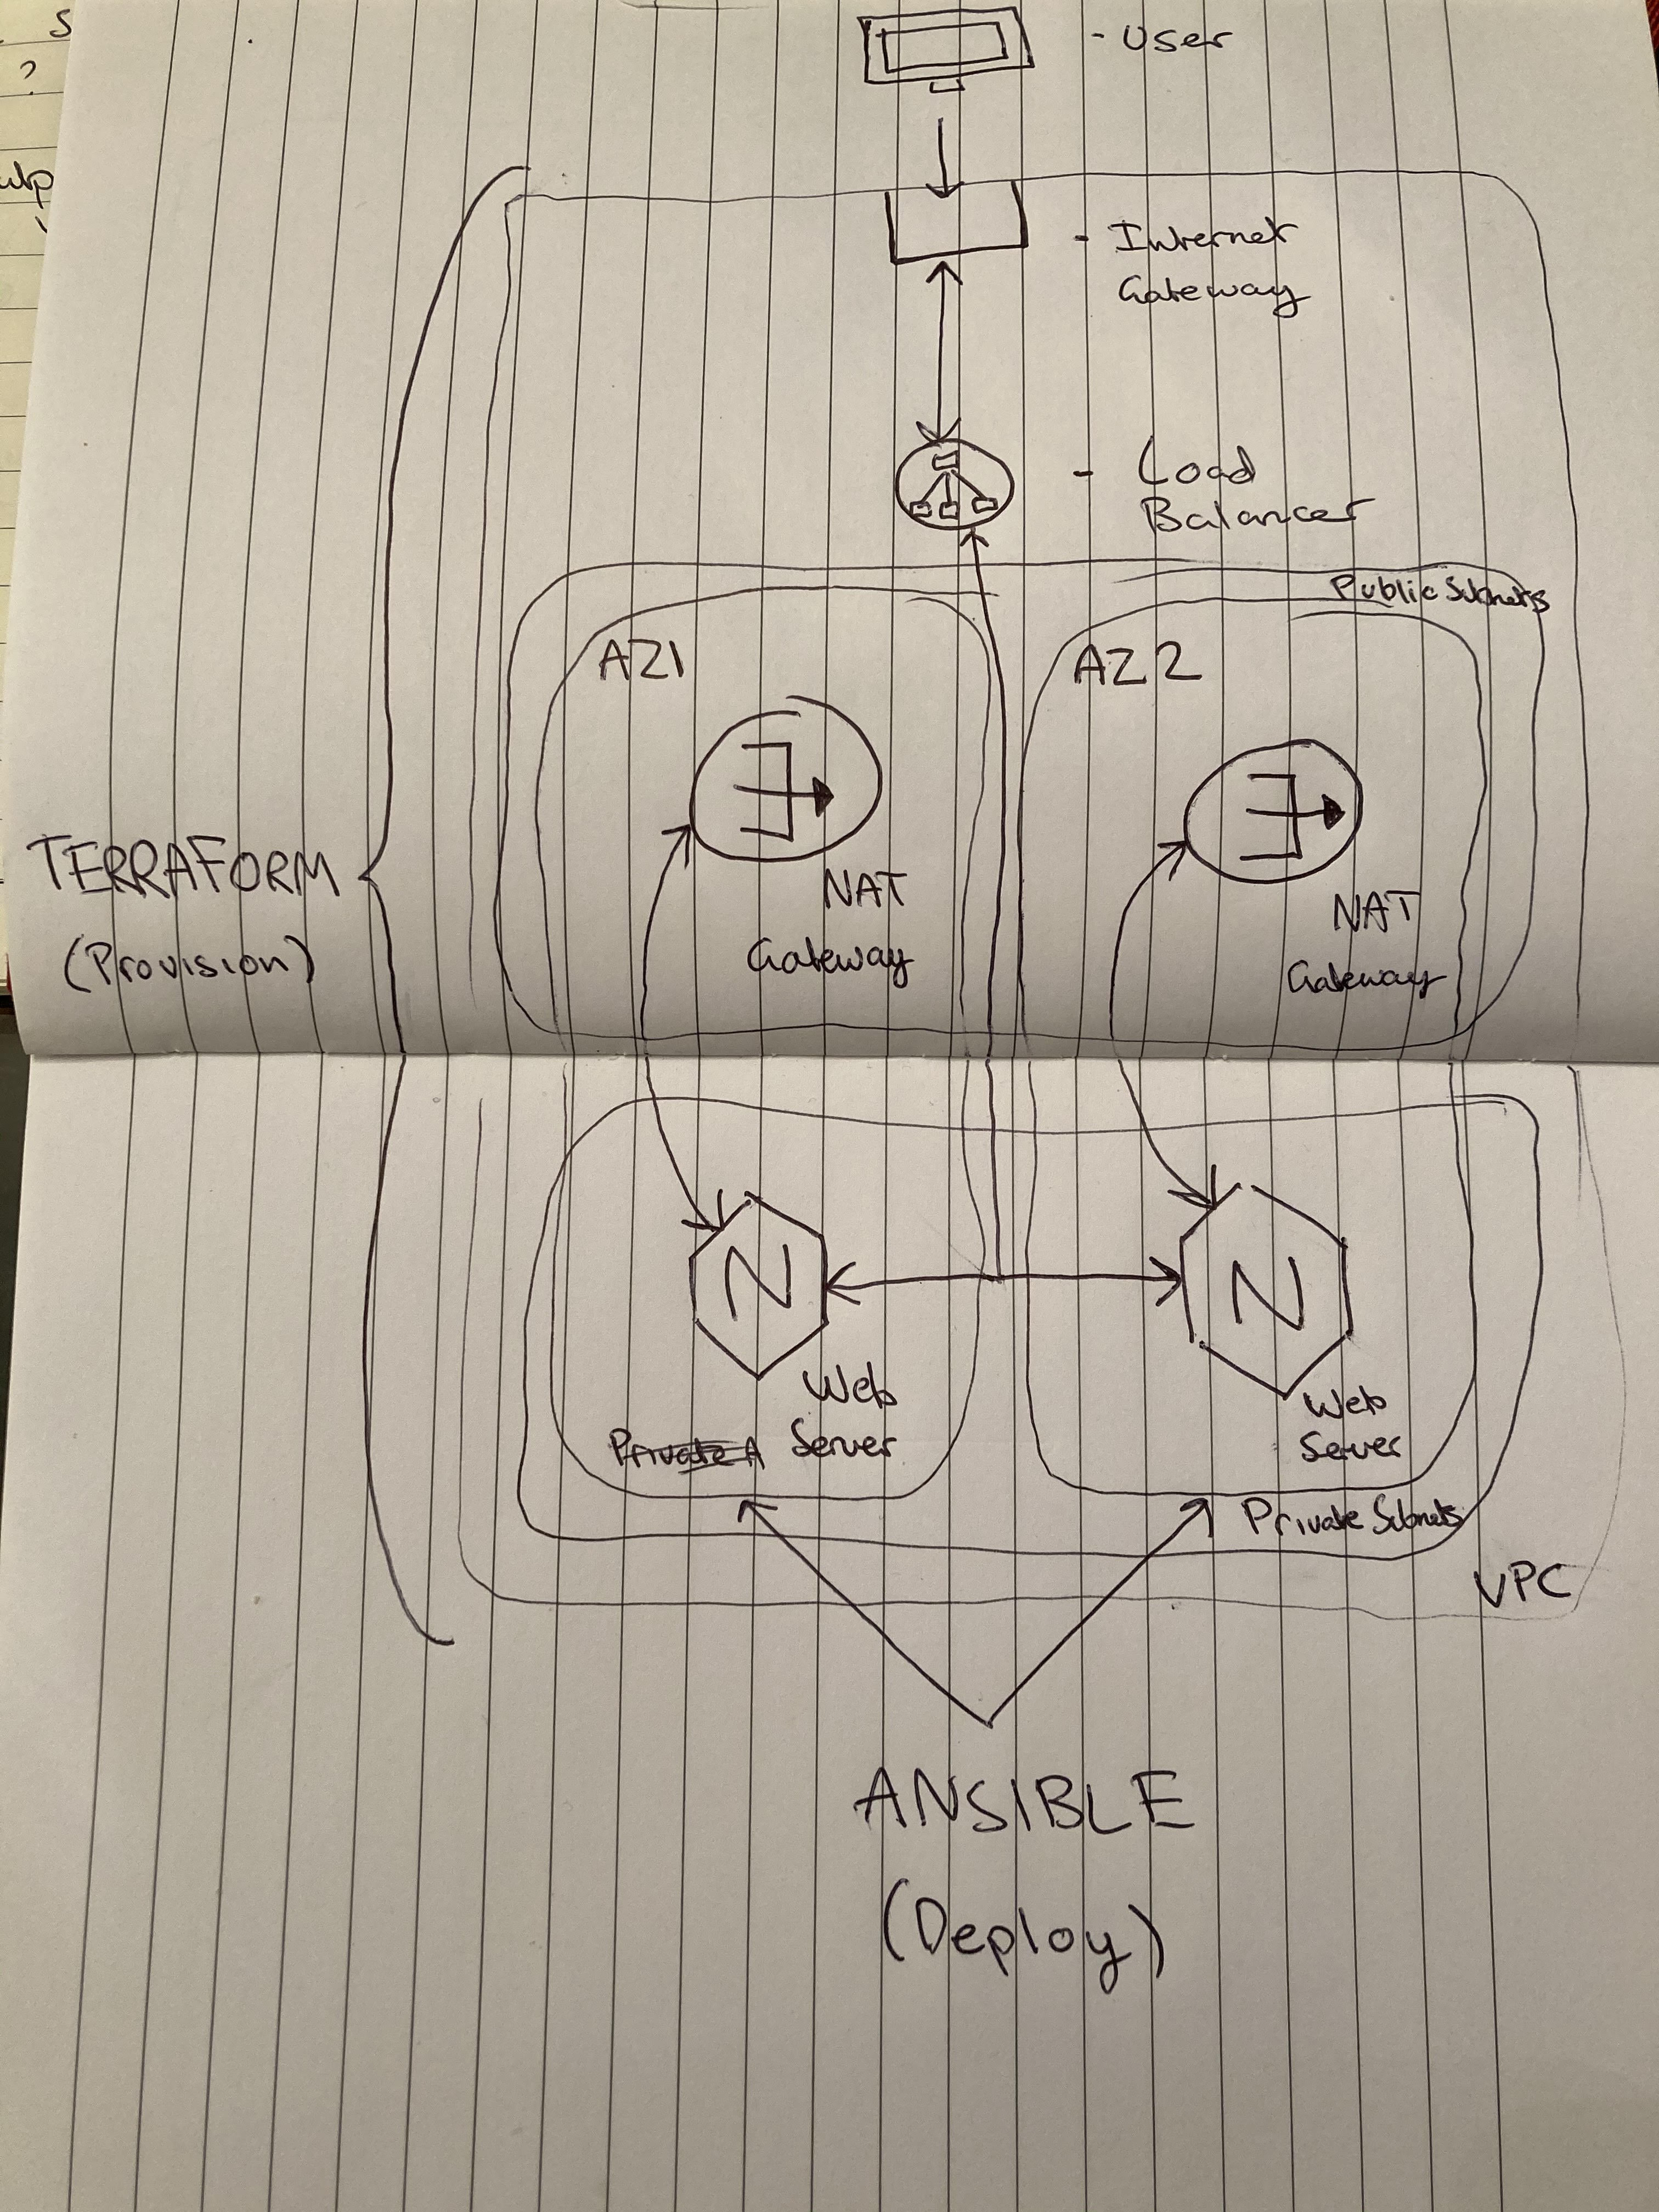 - User
- Internet
Gateway
- Load
Balancer
Public Subnets
AZ1
AZ2
NAT
Gateway
NAT
Gateway
TERRAFORM
(Provision)
N
N
Web
Server
Web
Server
Private A
Private Subnets
VPC
ANSIBLE
(Deploy)
S
?